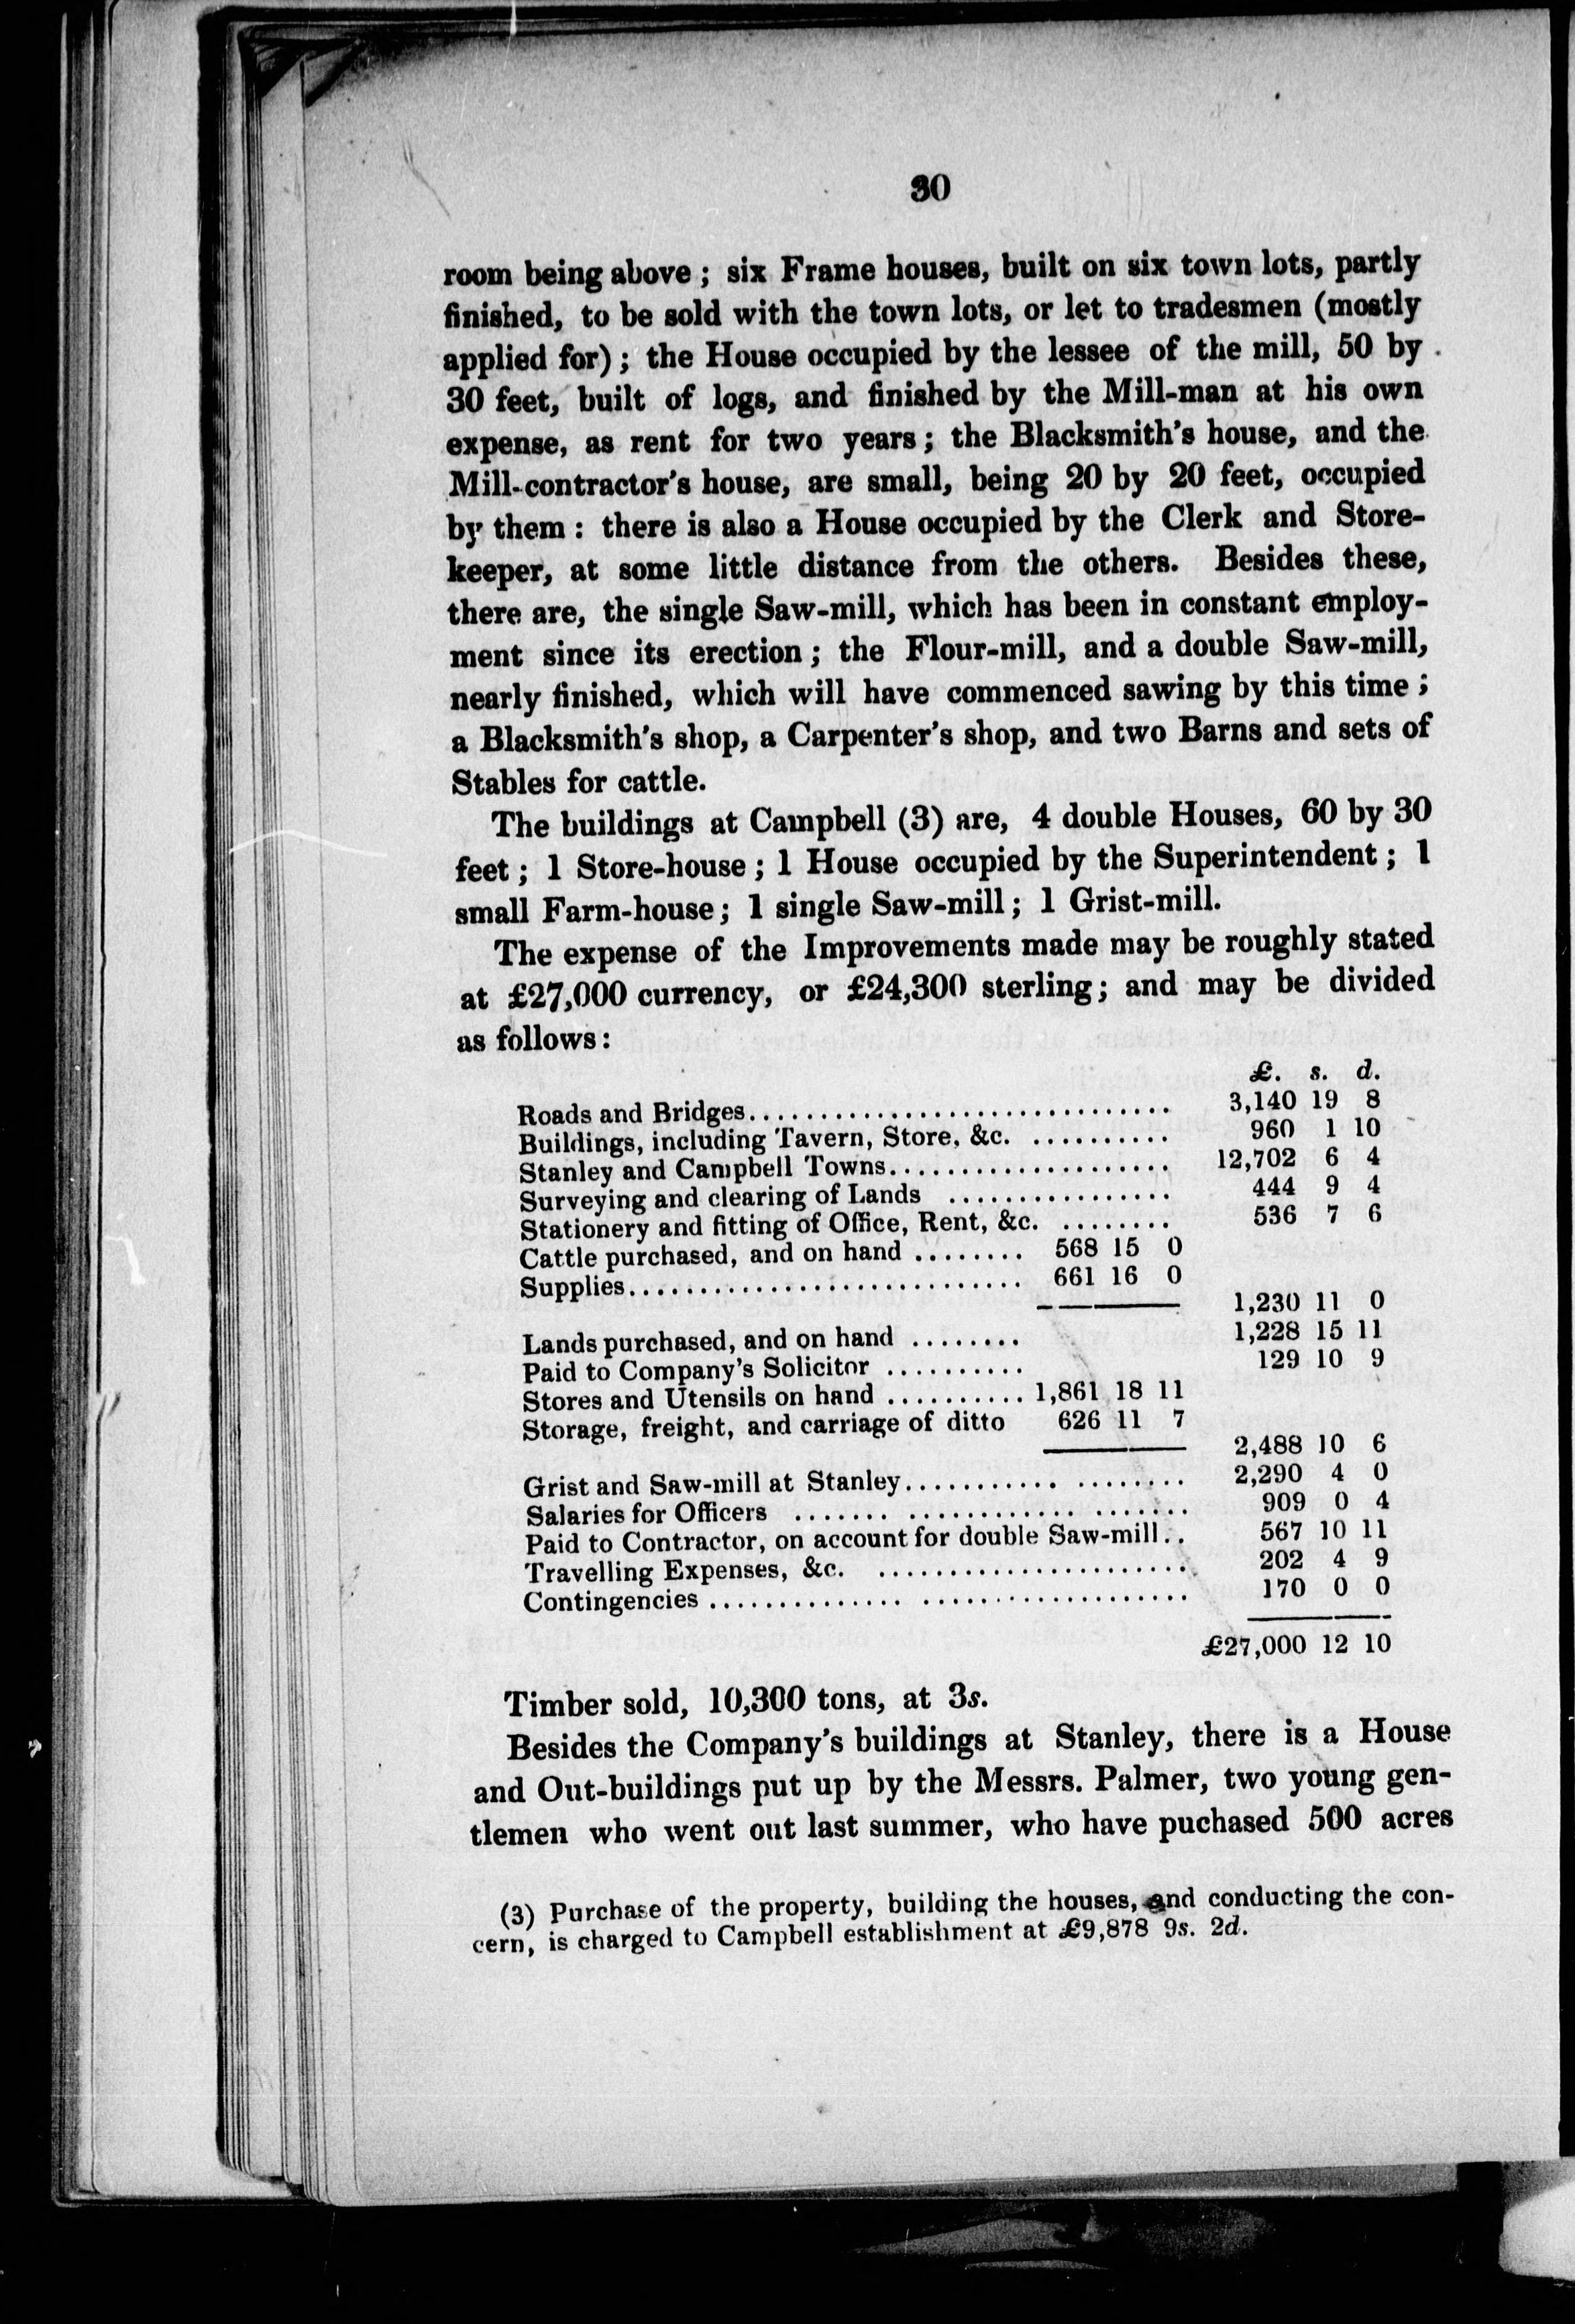 30
room being above ; six Frame houses, built on six town lots, partly
finished, to be sold with the town lots, or let to tradesmen (mostly
applied for) ; the House occupied by the lessee of the mill, 50 by
30 feet, built of logs, and finished by the Mill-man at his own
expense, as rent for two years ; the Blacksmith's house, and the
Mill-contractor's house, are small, being 20 by 20 feet, occupied
by them : there is also a House occupied by the Clerk and Store-
keeper, at some little distance from the others. Besides these,
there are, the single Saw-mill, which has been in constant employ-
ment since its erection ; the Flour-mill, and a double Saw-mill,
nearly finished, which will have commenced sawing by this time ;
a Blacksmith's shop, a Carpenter's shop, and two Barns and sets of
Stables for cattle.
The buildings at Campbell (3) are, 4 double Houses, 60 by 30
feet ; 1 Store-house ; 1 House occupied by the Superintendent ; 1
small Farm-house ; 1 single Saw-mill ; 1 Grist-mill.
The expense of the Improvements made may be roughly stated
at £27,000 currency, or £24,300 sterling ; and may be divided
as follows :
£. s. d.
Roads and Bridges.............................. 3,140 19 8
Buildings, including Tavern, Store, &c. .......... 960 1 10
Stanley and Campbell Towns.................... 12,702 6 4
Surveying and clearing of Lands ................ 444 9 4
Stationery and fitting of Office, Rent, &c. ........ 536 7 6
Cattle purchased, and on hand ........ 568 15 0
Supplies............................ 661 16 0
1,230 11 0
Lands purchased, and on hand ........ 1,228 15 11
Paid to Company's Solicitor .......... 129 10 9
Stores and Utensils on hand .......... 1,861 18 11
Storage, freight, and carriage of ditto 626 11 7
2,488 10 6
Grist and Saw-mill at Stanley.................... 2,290 4 0
Salaries for Officers .......................... 909 0 4
Paid to Contractor, on account for double Saw-mill.. 567 10 11
Travelling Expenses, &c. ...................... 202 4 9
Contingencies ................................. 170 0 0
£27,000 12 10
Timber sold, 10,300 tons, at 3s.
Besides the Company's buildings at Stanley, there is a House
and Out-buildings put up by the Messrs. Palmer, two young gen-
tlemen who went out last summer, who have puchased 500 acres
(3) Purchase of the property, building the houses, and conducting the con-
cern, is charged to Campbell establishment at £9,878 9s. 2d.